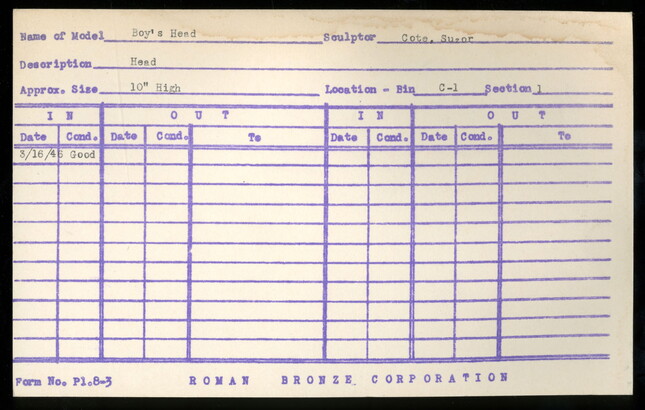 Name of Model Boy's Head Sculptor Cote, Suzor
Description Head
Approx. Size 10" High Location - Bin C-1 Section 1
IN OUT IN OUT
Date Cond. Date Cond. To Date Cond. Date Cond. To
3/16/46 Good
Form No. Pl.8-3 ROMAN BRONZE CORPORATION